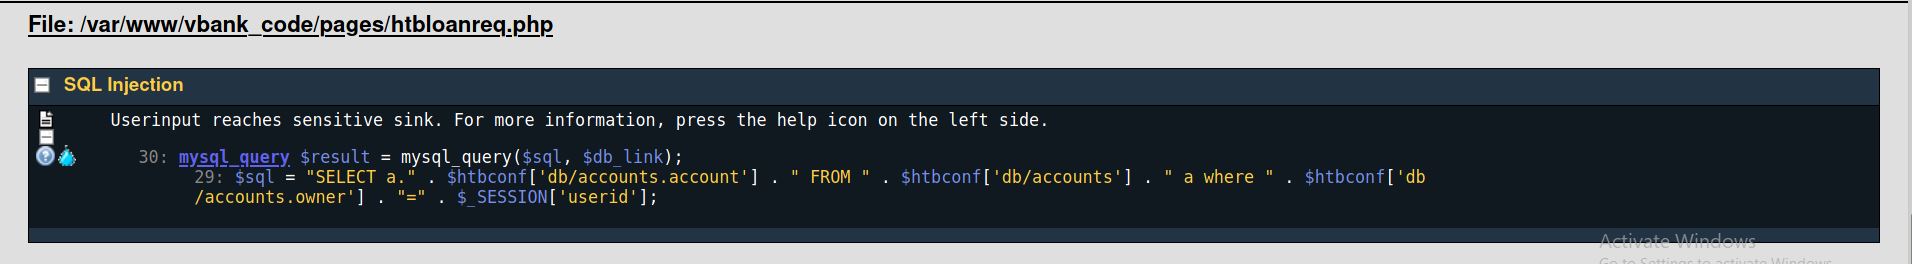 File: /var/www/vbank_code/pages/htbloanreq.php
SQL Injection
Userinput reaches sensitive sink. For more information, press the help icon on the left side.
30: mysql_query $result = mysql_query($sql, $db_link);
29: $sql = "SELECT a." . $htbconf['db/accounts.account'] . " FROM " . $htbconf['db/accounts'] . " a where " . $htbconf['db
/accounts.owner'] . "=" . $_SESSION['userid'];
Activate Windows
Go to Settings to activate Windows.